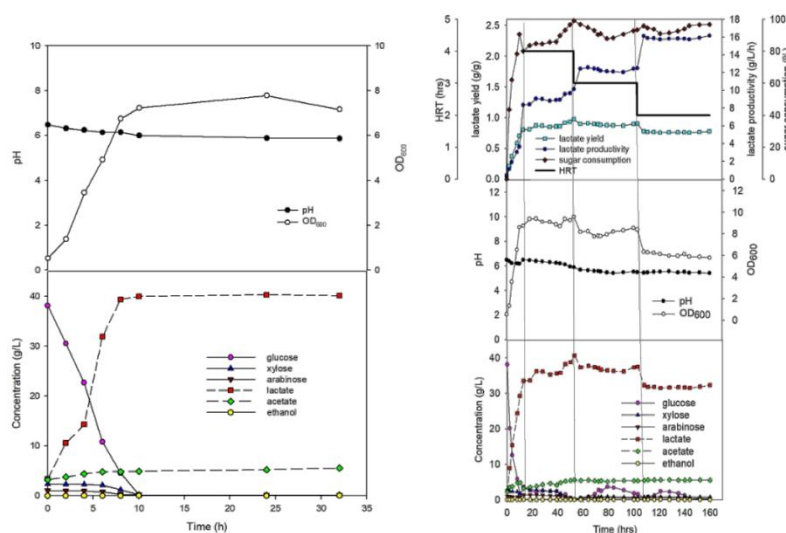 10
8
6
4
2
0
pH
10
8
6
4
2
0
OD600
pH
OD600
40
30
20
10
0
Concentration (g/L)
glucose
xylose
arabinose
lactate
acetate
ethanol
0 5 10 15 20 25 30 35
Time (h)
5
4
3
2
1
0
HRT (hrs)
2.5
2.0
1.5
1.0
0.5
0.0
lactate yield (g/g)
18
16
14
12
10
8
6
4
2
0
lactate productivity (g/L/h)
100
80
60
40
20
0
lactate yield
lactate productivity
sugar consumption
HRT
10
8
6
4
2
0
pH
14
12
10
8
6
4
2
0
OD600
pH
OD600
40
30
20
10
0
Concentration (g/L)
glucose
xylose
arabinose
lactate
acetate
ethanol
0 20 40 60 80 100 120 140 160
Time (hrs)